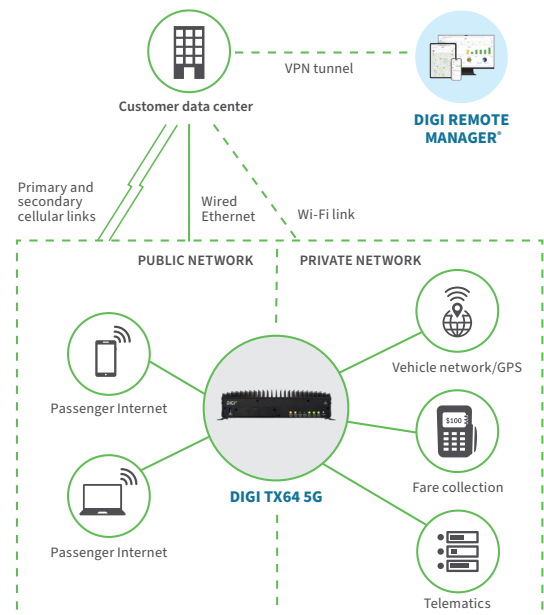 VPN tunnel
Customer data center
DIGI REMOTE
MANAGER®
Primary and
secondary
cellular links
Wired
Ethernet
Wi-Fi link
PUBLIC NETWORK
PRIVATE NETWORK
Passenger Internet
Vehicle network/GPS
DIGI
$100
Fare collection
DIGI TX64 5G
Passenger Internet
Telematics